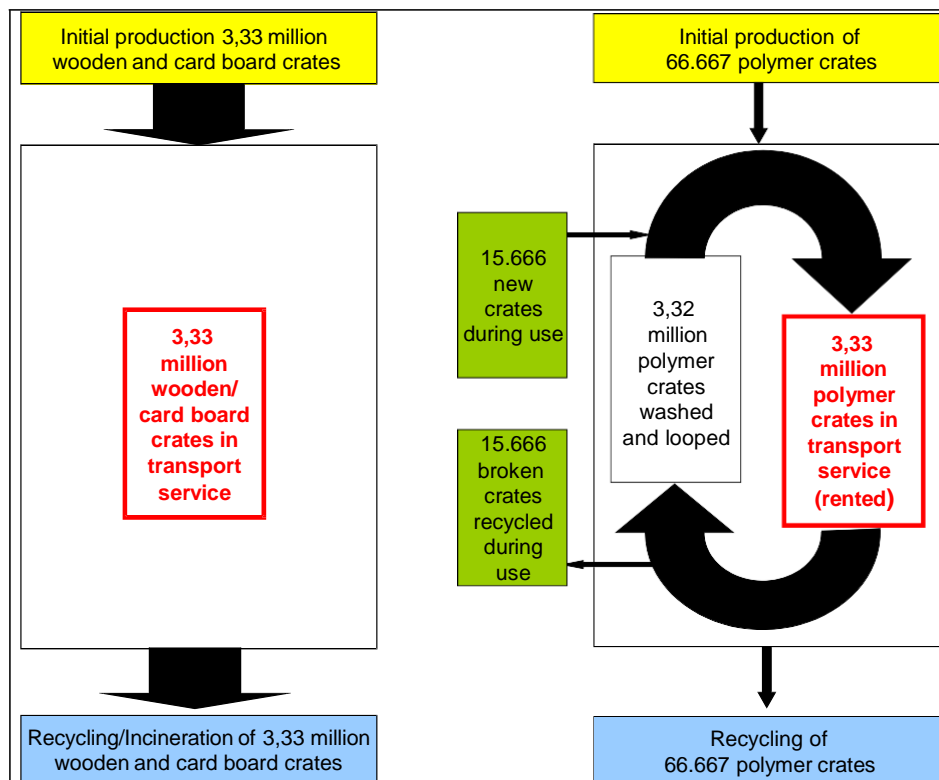 Initial production 3,33 million
wooden and card board crates
Initial production of
66.667 polymer crates
3,33
million
wooden/
card board
crates in
transport
service
15.666
new
crates
during use
15.666
broken
crates
recycled
during
use
3,32
million
polymer
crates
washed
and looped
3,33
million
polymer
crates in
transport
service
(rented)
Recycling/Incineration of 3,33 million
wooden and card board crates
Recycling of
66.667 polymer crates